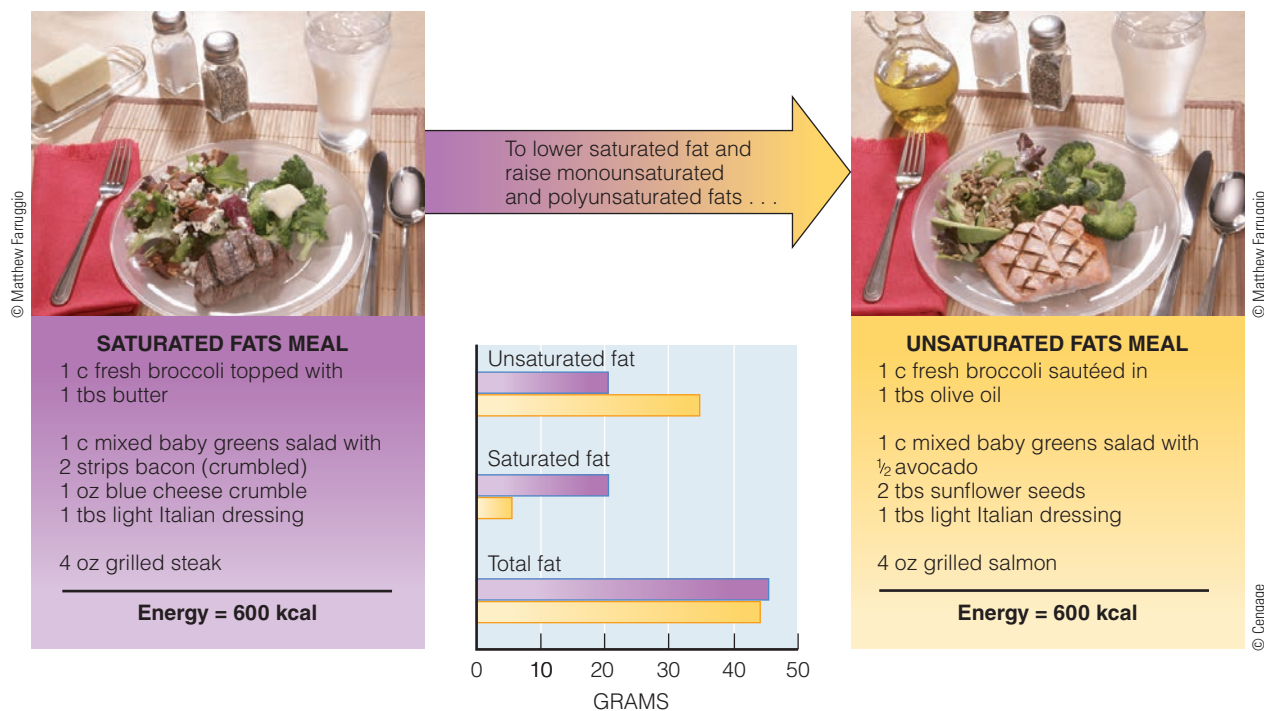 © Matthew Farruggio
To lower saturated fat and
raise monounsaturated
and polyunsaturated fats . . .
© Matthew Farruggio
SATURATED FATS MEAL
1 c fresh broccoli topped with
1 tbs butter
1 c mixed baby greens salad with
2 strips bacon (crumbled)
1 oz blue cheese crumble
1 tbs light Italian dressing
4 oz grilled steak
Energy = 600 kcal
Unsaturated fat
Saturated fat
Total fat
0 10 20 30 40 50
GRAMS
UNSATURATED FATS MEAL
1 c fresh broccoli sautéed in
1 tbs olive oil
1 c mixed baby greens salad with
½ avocado
2 tbs sunflower seeds
1 tbs light Italian dressing
4 oz grilled salmon
Energy = 600 kcal
© Cengage